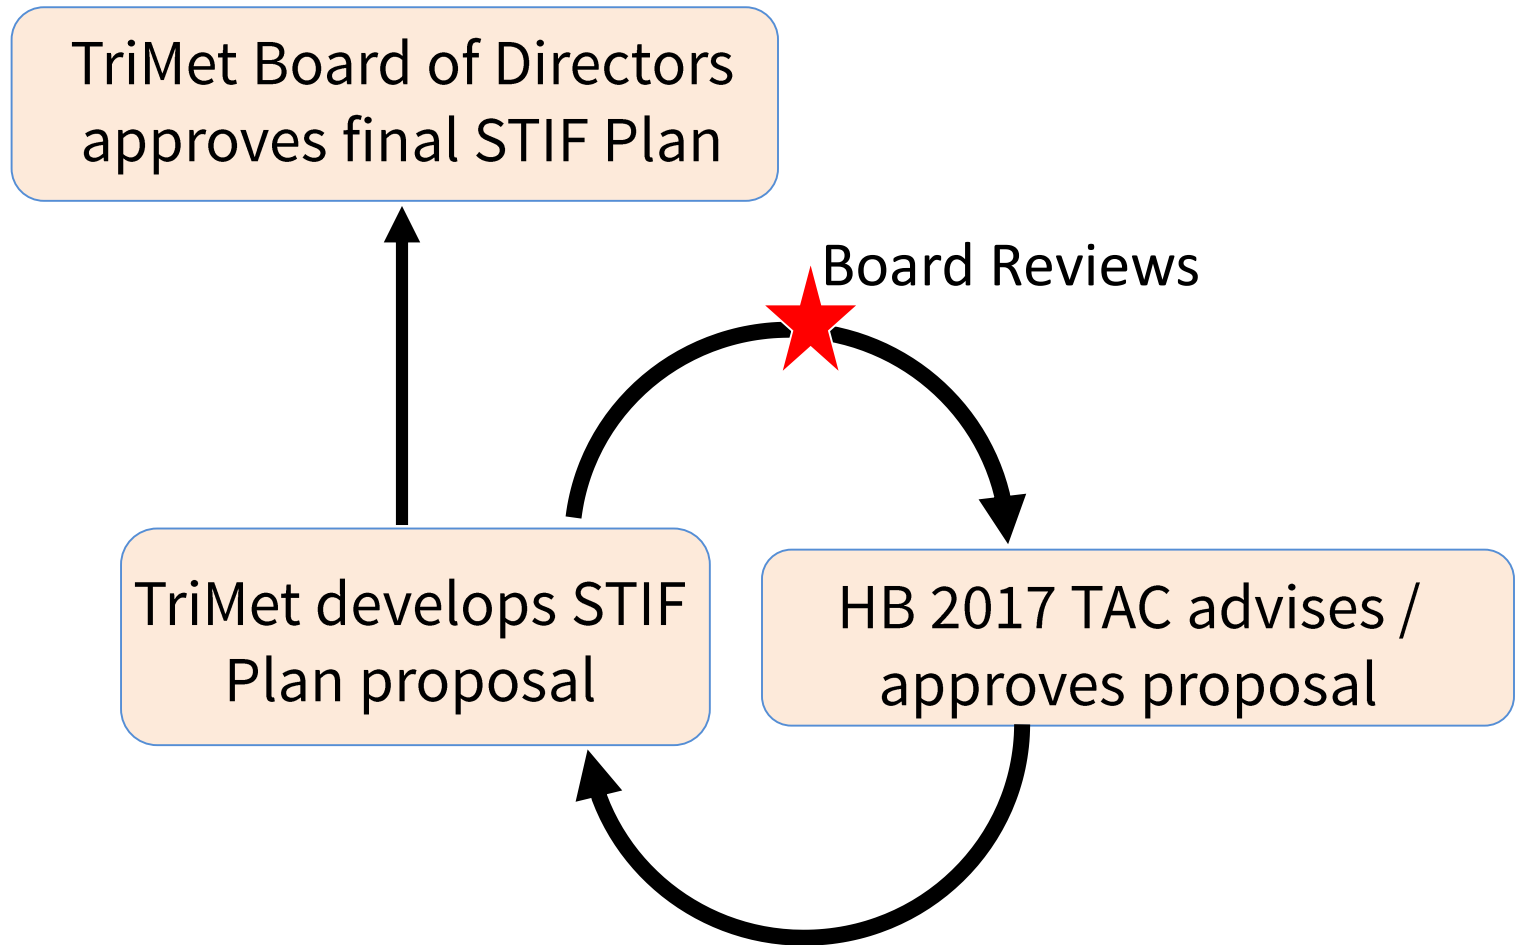 TriMet Board of Directors
approves final STIF Plan
Board Reviews
TriMet develops STIF
Plan proposal
HB 2017 TAC advises /
approves proposal